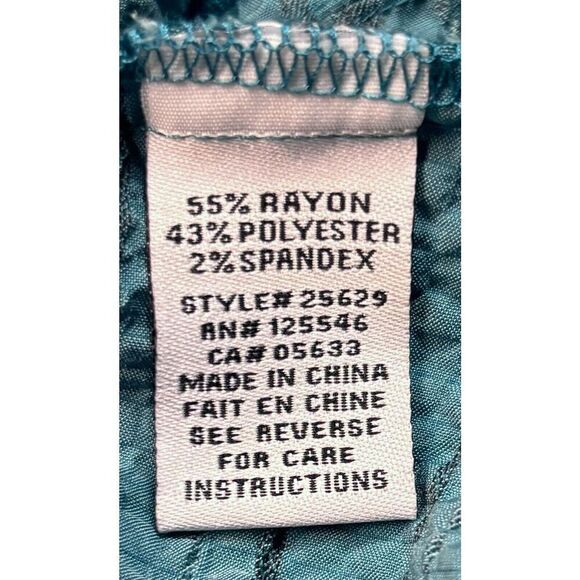 55% RAYON
43% POLYESTER
2% SPANDEX
STYLE# 25629
RN# 125546
CA# 05633
MADE IN CHINA
FAIT EN CHINE
SEE REVERSE
FOR CARE
INSTRUCTIONS